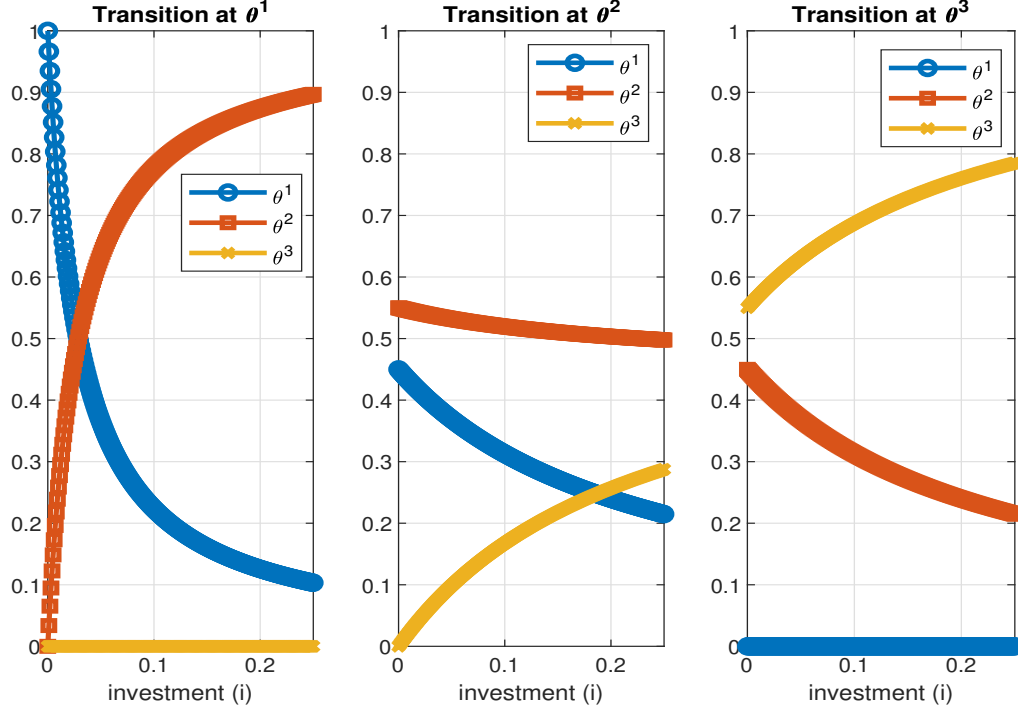 Transition at θ¹
1
0.9
0.8
0.7
0.6
0.5
0.4
0.3
0.2
0.1
0
0
0.1
0.2
investment (i)
θ¹
θ²
θ³
Transition at θ²
1
0.9
0.8
0.7
0.6
0.5
0.4
0.3
0.2
0.1
0
0
0.1
0.2
investment (i)
θ¹
θ²
θ³
Transition at θ³
1
0.9
0.8
0.7
0.6
0.5
0.4
0.3
0.2
0.1
0
0
0.1
0.2
investment (i)
θ¹
θ²
θ³